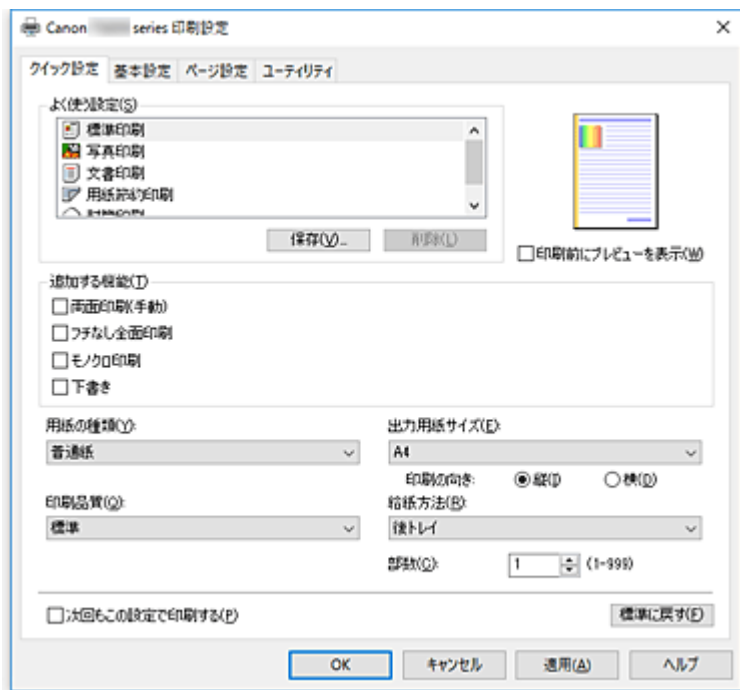 Canon series 印刷設定
クイック設定 基本設定 ページ設定 ユーティリティ
よく使う設定(S)
標準印刷
写真印刷
文書印刷
用紙節約印刷
保存(V)... 削除(L)
印刷前にプレビューを表示(W)
追加する機能(T)
両面印刷(手動)
フチなし全面印刷
モノクロ印刷
下書き
用紙の種類(Y): 出力用紙サイズ(E):
普通紙 A4
印刷の向き: 縦(I) 横(D)
印刷品質(Q): 給紙方法(R):
標準 後トレイ
部数(C): 1 (1-999)
次回もこの設定で印刷する(P) 標準に戻す(F)
OK キャンセル 適用(A) ヘルプ